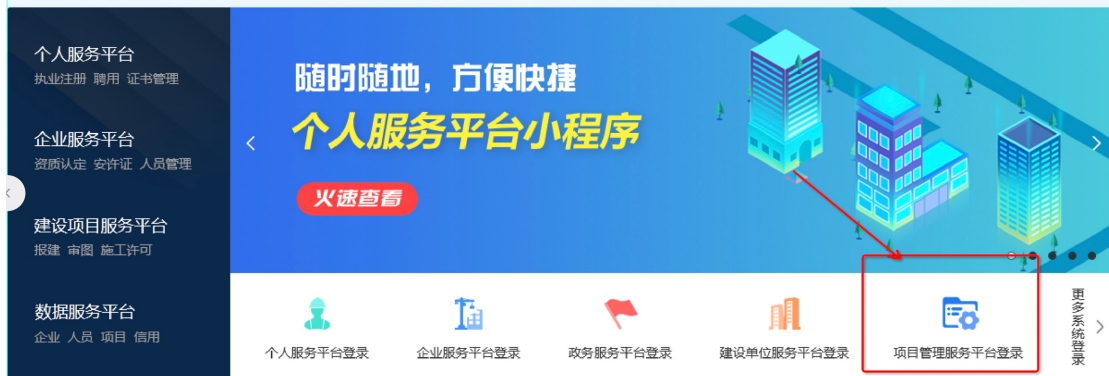 个人服务平台
执业注册 聘用 证书管理
企业服务平台
资质认定 安许证 人员管理
建设项目服务平台
报建 审图 施工许可
数据服务平台
企业 人员 项目 信用
随时随地，方便快捷
个人服务平台小程序
火速查看
个人服务平台登录
企业服务平台登录
政务服务平台登录
建设单位服务平台登录
项目管理服务平台登录
更多系统登录